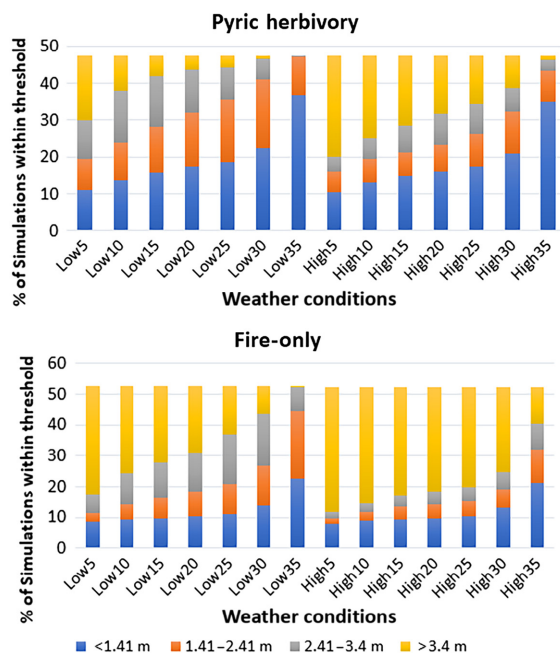 Pyric herbivory
% of Simulations within threshold
50
40
30
20
10
0
Low5 Low10 Low15 Low20 Low25 Low30 Low35 High5 High10 High15 High20 High25 High30 High35
Weather conditions
Fire-only
% of Simulations within threshold
60
50
40
30
20
10
0
Low5 Low10 Low15 Low20 Low25 Low30 Low35 High5 High10 High15 High20 High25 High30 High35
Weather conditions
<1.41 m 1.41–2.41 m 2.41–3.4 m >3.4 m